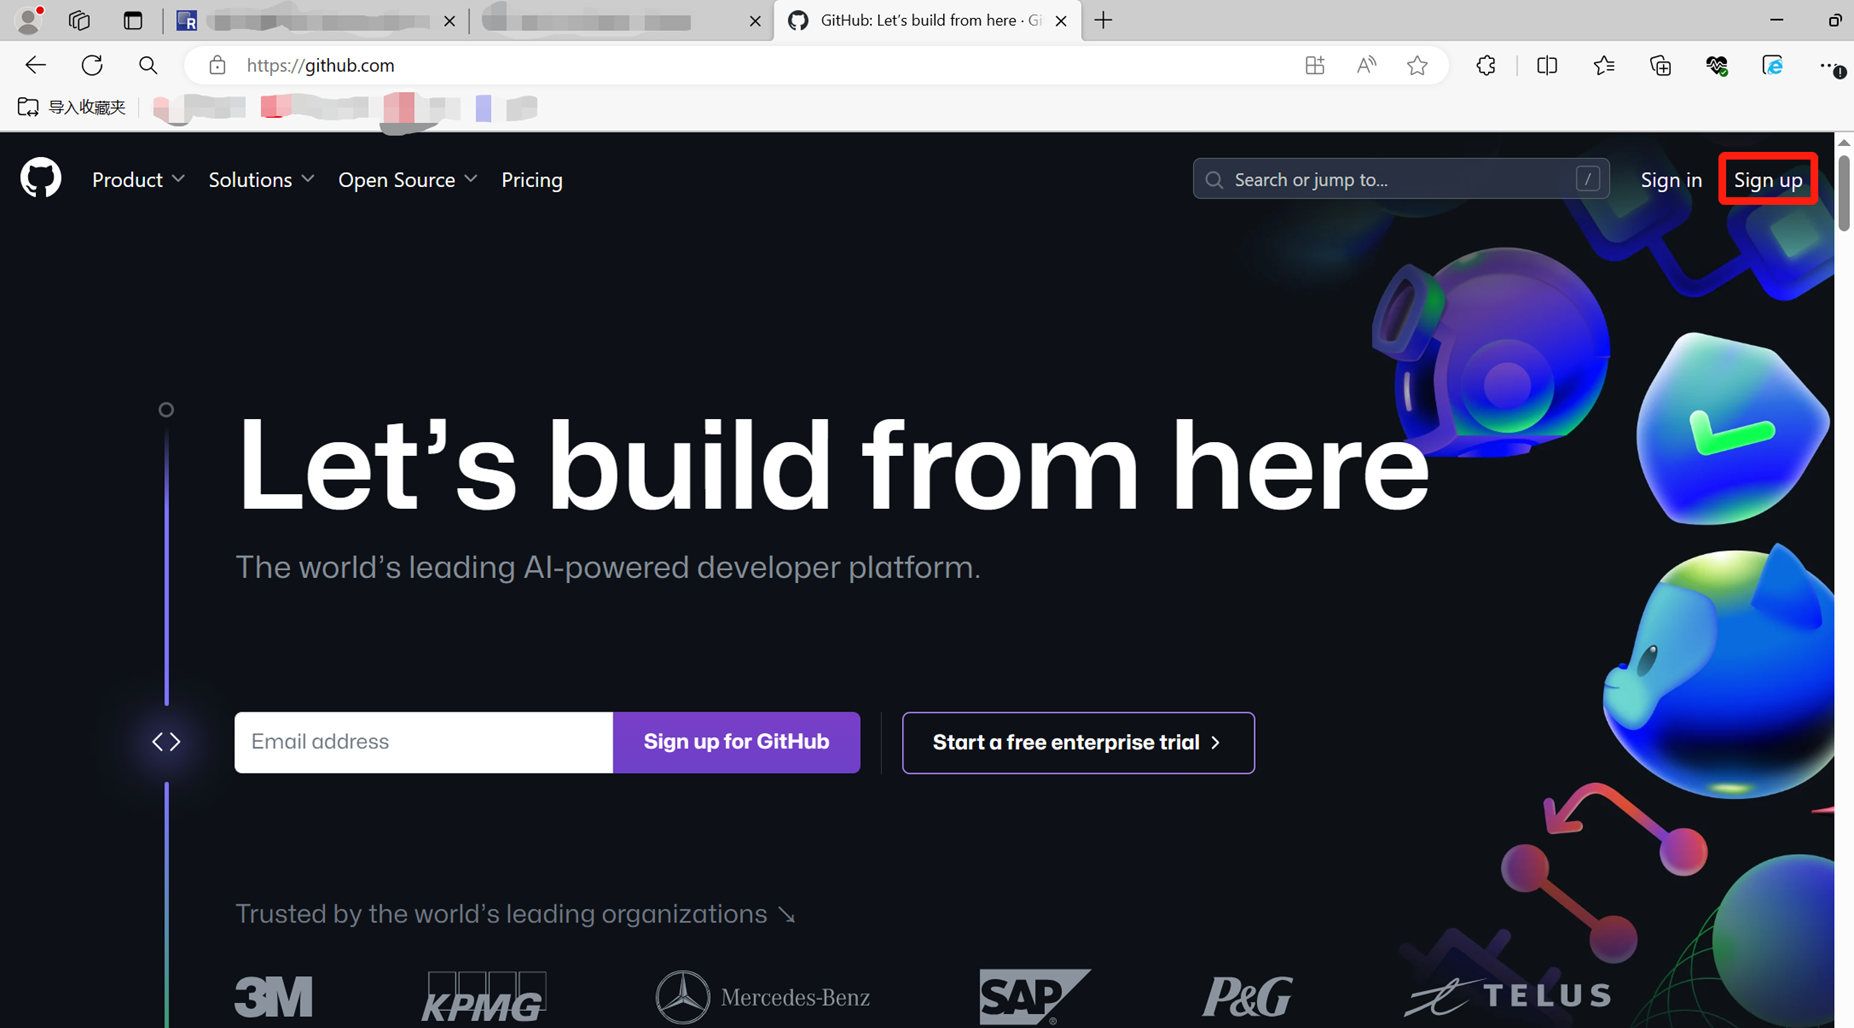 GitHub: Let's build from here · Gi
https://github.com
导入收藏夹
Product Solutions Open Source Pricing Search or jump to... / Sign in Sign up
Let's build from here
The world's leading AI-powered developer platform.
Email address Sign up for GitHub Start a free enterprise trial
Trusted by the world's leading organizations
3M KPMG Mercedes-Benz SAP P&G TELUS